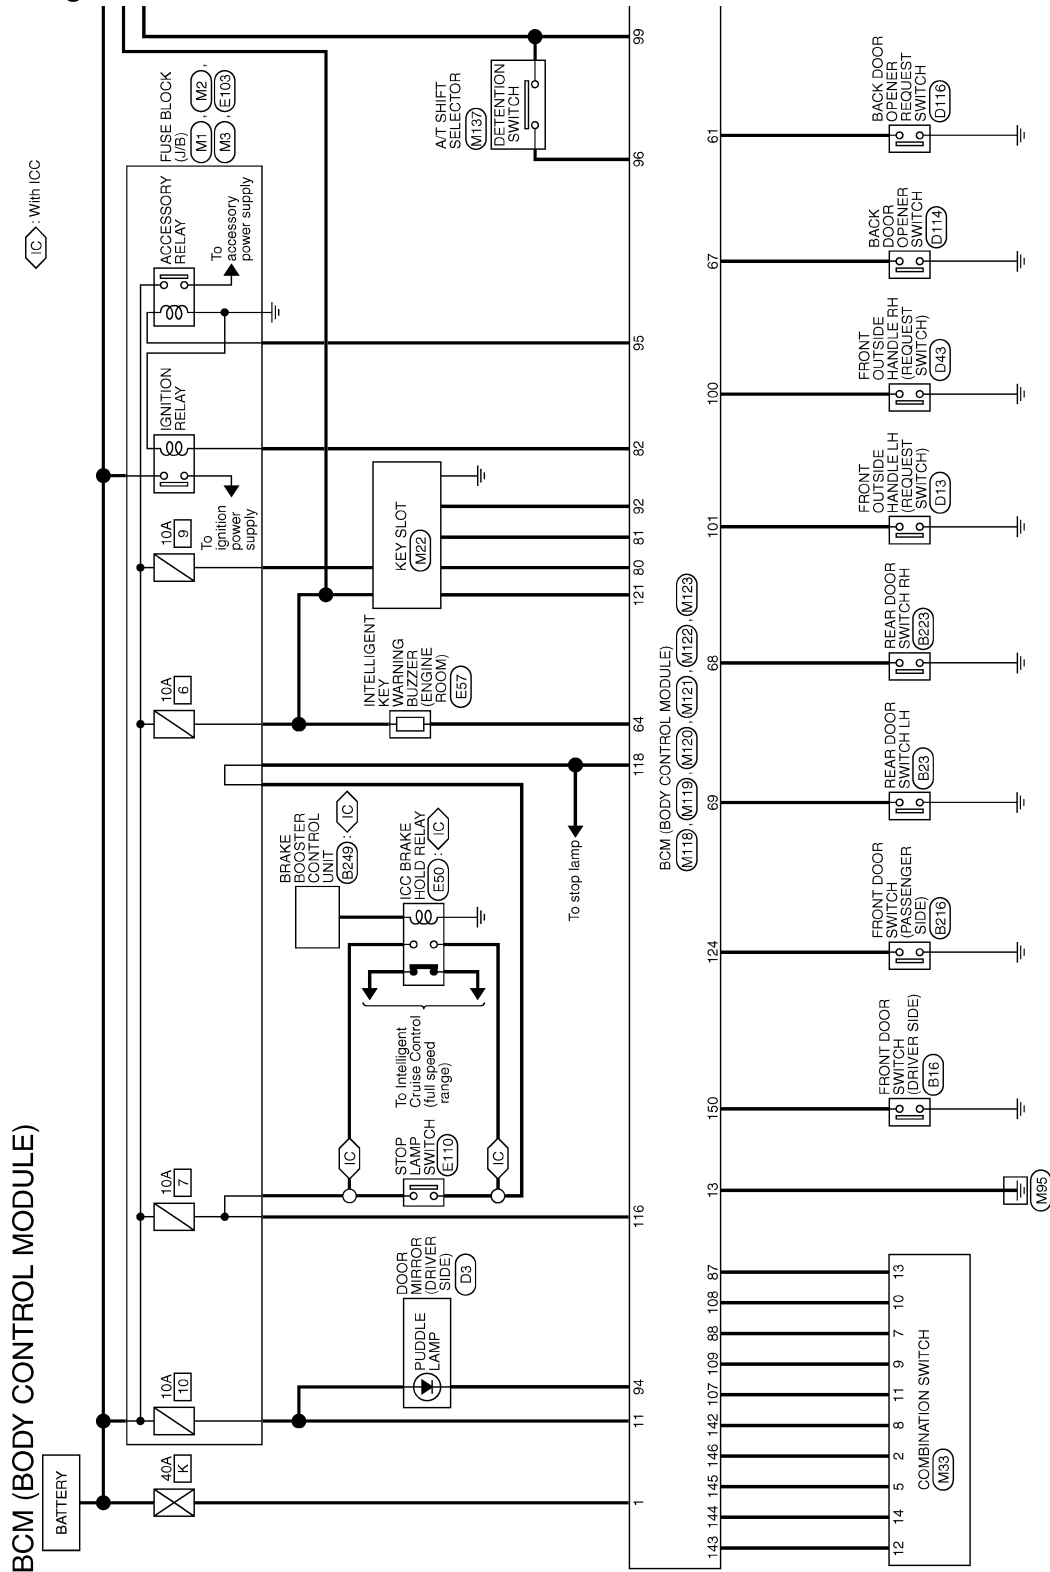 BCM (BODY CONTROL MODULE)
IC : With ICC
BATTERY
40A
K
10A
10
10A
7
10A
6
10A
9
To
ignition
power
supply
IGNITION
RELAY
ACCESSORY
RELAY
To
accessory
power supply
FUSE BLOCK
(J/B)
M1 , M2 ,
M3 , E103
DOOR
MIRROR
(DRIVER
SIDE)
D3
PUDDLE
LAMP
IC
STOP
LAMP
SWITCH
E110
IC
To Intelligent
Cruise Control
(full speed
range)
BRAKE
BOOSTER
CONTROL
UNIT
B249 : IC
ICC BRAKE
HOLD RELAY
E50 : IC
To stop lamp
INTELLIGENT
KEY
WARNING
BUZZER
(ENGINE
ROOM)
E57
KEY SLOT
M22
A/T SHIFT
SELECTOR
M137
DETENTION
SWITCH
1
11
94
116
118
64
121
80
81
92
82
95
96
99
BCM (BODY CONTROL MODULE)
M118 , M119 , M120 , M121 , M122 , M123
143
144
145
146
142
107
109
88
108
87
13
150
124
69
68
101
100
67
61
12
14
5
2
8
11
9
7
10
13
COMBINATION SWITCH
M33
M95
FRONT DOOR
SWITCH
(DRIVER SIDE)
B16
FRONT DOOR
SWITCH
(PASSENGER
SIDE)
B216
REAR DOOR
SWITCH LH
B23
REAR DOOR
SWITCH RH
B223
FRONT
OUTSIDE
HANDLE LH
(REQUEST
SWITCH)
D13
FRONT
OUTSIDE
HANDLE RH
(REQUEST
SWITCH)
D43
BACK
DOOR
OPENER
SWITCH
D114
BACK DOOR
OPENER
REQUEST
SWITCH
D116